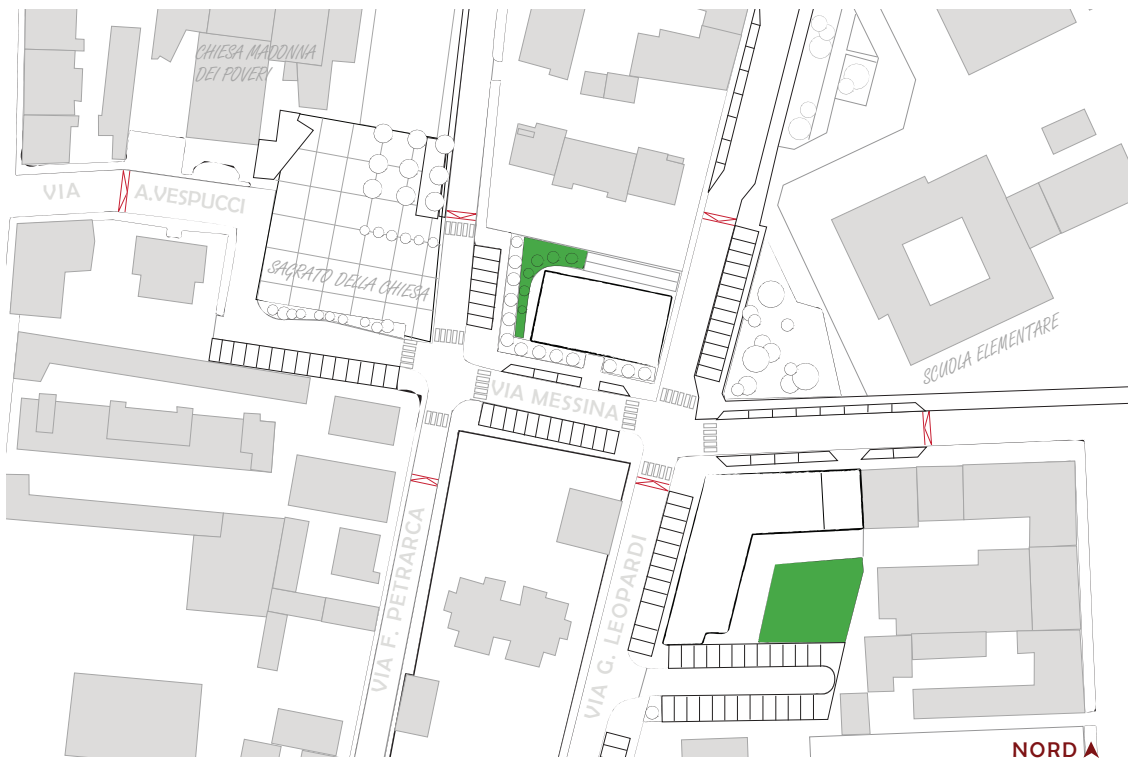 CHIESA MADONNA
DEI POVERI
VIA A.VESPUCCI
SAGRATO DELLA CHIESA
SCUOLA ELEMENTARE
VIA MESSINA
VIA F. PETRARCA
VIA G. LEOPARDI
NORD